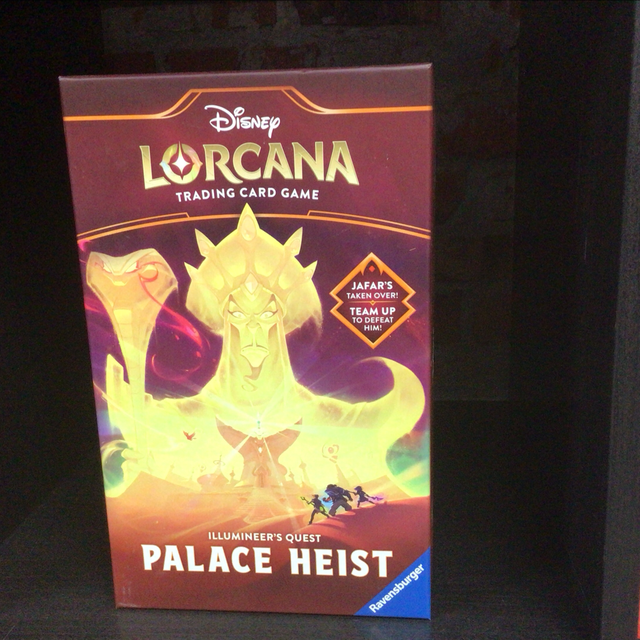 Disney
LORCANA
TRADING CARD GAME
JAFAR'S
TAKEN OVER!
TEAM UP
TO DEFEAT
HIM!
ILLUMINEER'S QUEST
PALACE HEIST
Ravensburger